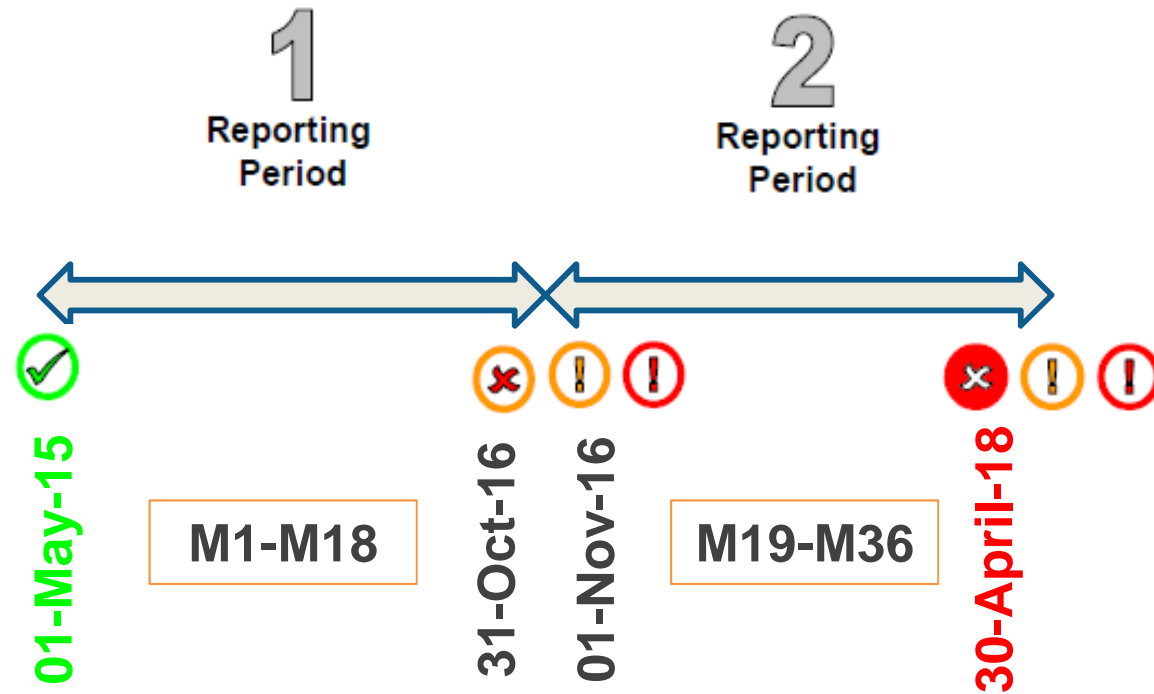 1
Reporting
Period
2
Reporting
Period
01-May-15
M1-M18
31-Oct-16
01-Nov-16
M19-M36
30-April-18